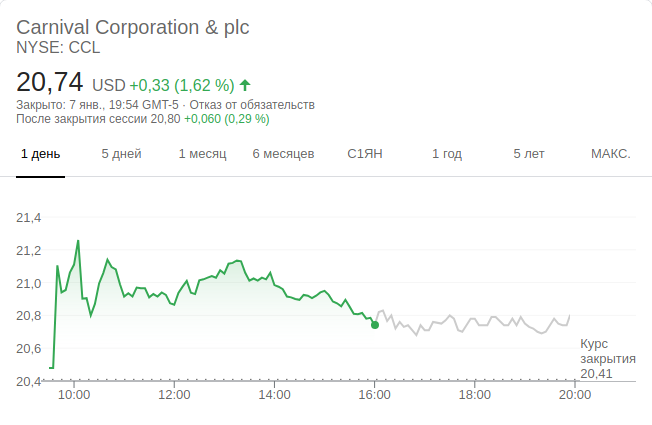 Carnival Corporation & plc
NYSE: CCL
20,74 USD +0,33 (1,62 %)
Закрыто: 7 янв., 19:54 GMT-5 · Отказ от обязательств
После закрытия сессии 20,80 +0,060 (0,29 %)
1 день 5 дней 1 месяц 6 месяцев С1ЯН 1 год 5 лет МАКС.
21,4
21,2
21,0
20,8
20,6
20,4
Курс
закрытия
20,41
10:00 12:00 14:00 16:00 18:00 20:00